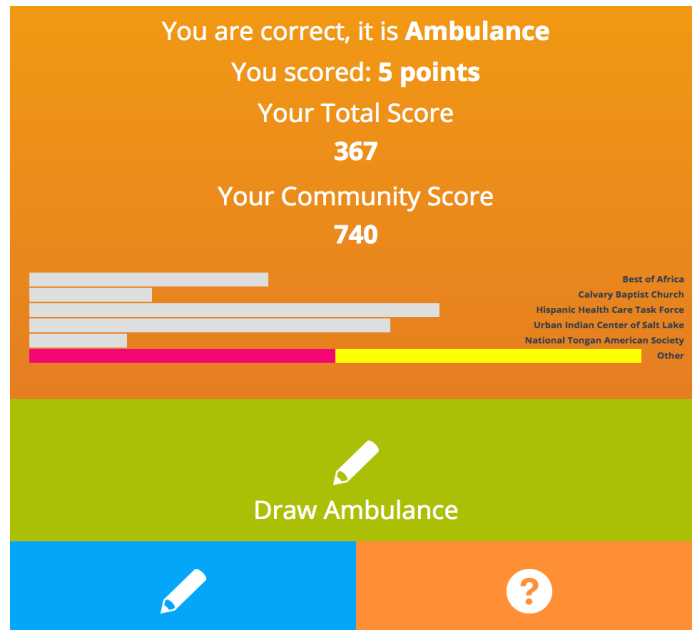 You are correct, it is Ambulance
You scored: 5 points
Your Total Score
367
Your Community Score
740
Best of Africa
Calvary Baptist Church
Hispanic Health Care Task Force
Urban Indian Center of Salt Lake
National Tongan American Society
Other
Draw Ambulance
?